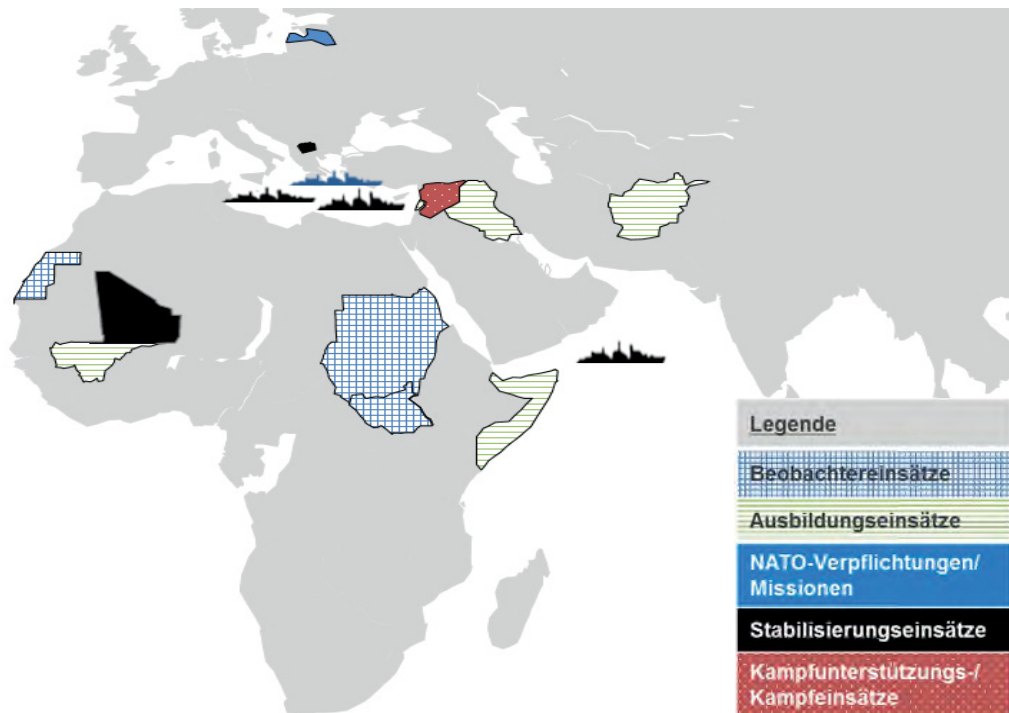 Legende
Beobachtereinsätze
Ausbildungseinsätze
NATO-Verpflichtungen/
Missionen
Stabilisierungseinsätze
Kampfunterstützungs-/
Kampfeinsätze